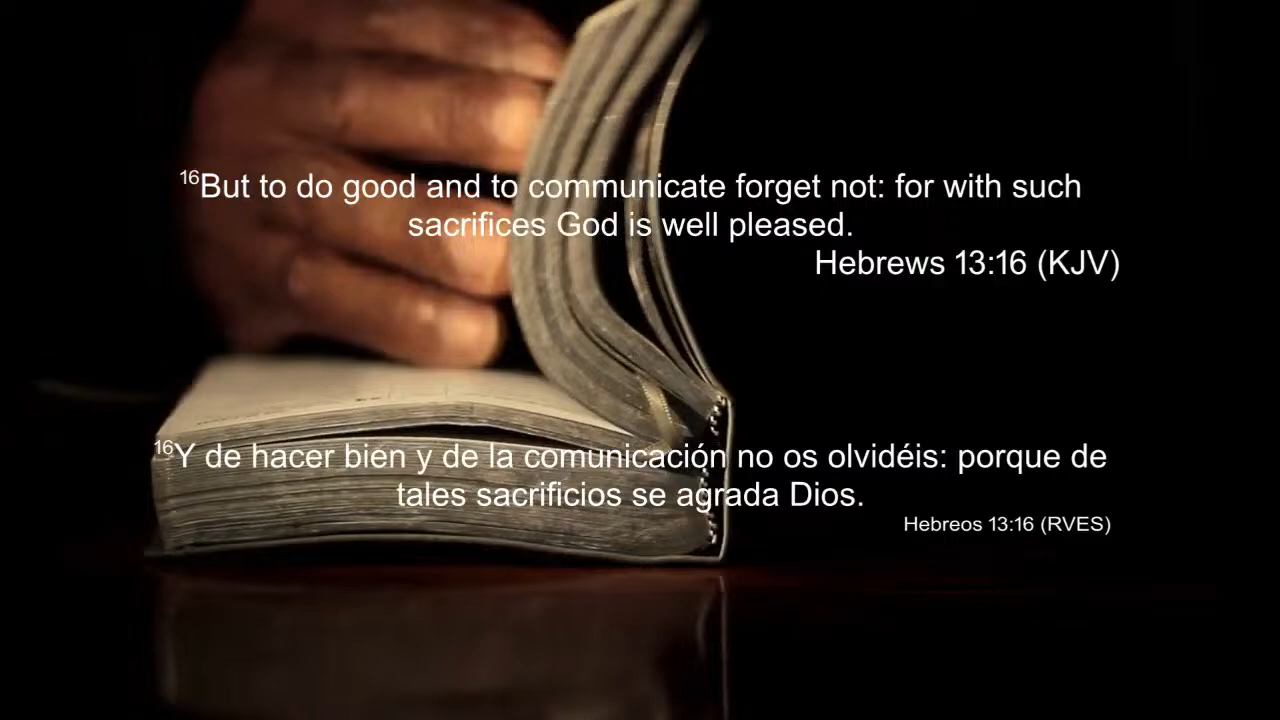 16But to do good and to communicate forget not: for with such
sacrifices God is well pleased.
Hebrews 13:16 (KJV)
16Y de hacer bien y de la comunicación no os olvidéis: porque de
tales sacrificios se agrada Dios.
Hebreos 13:16 (RVES)